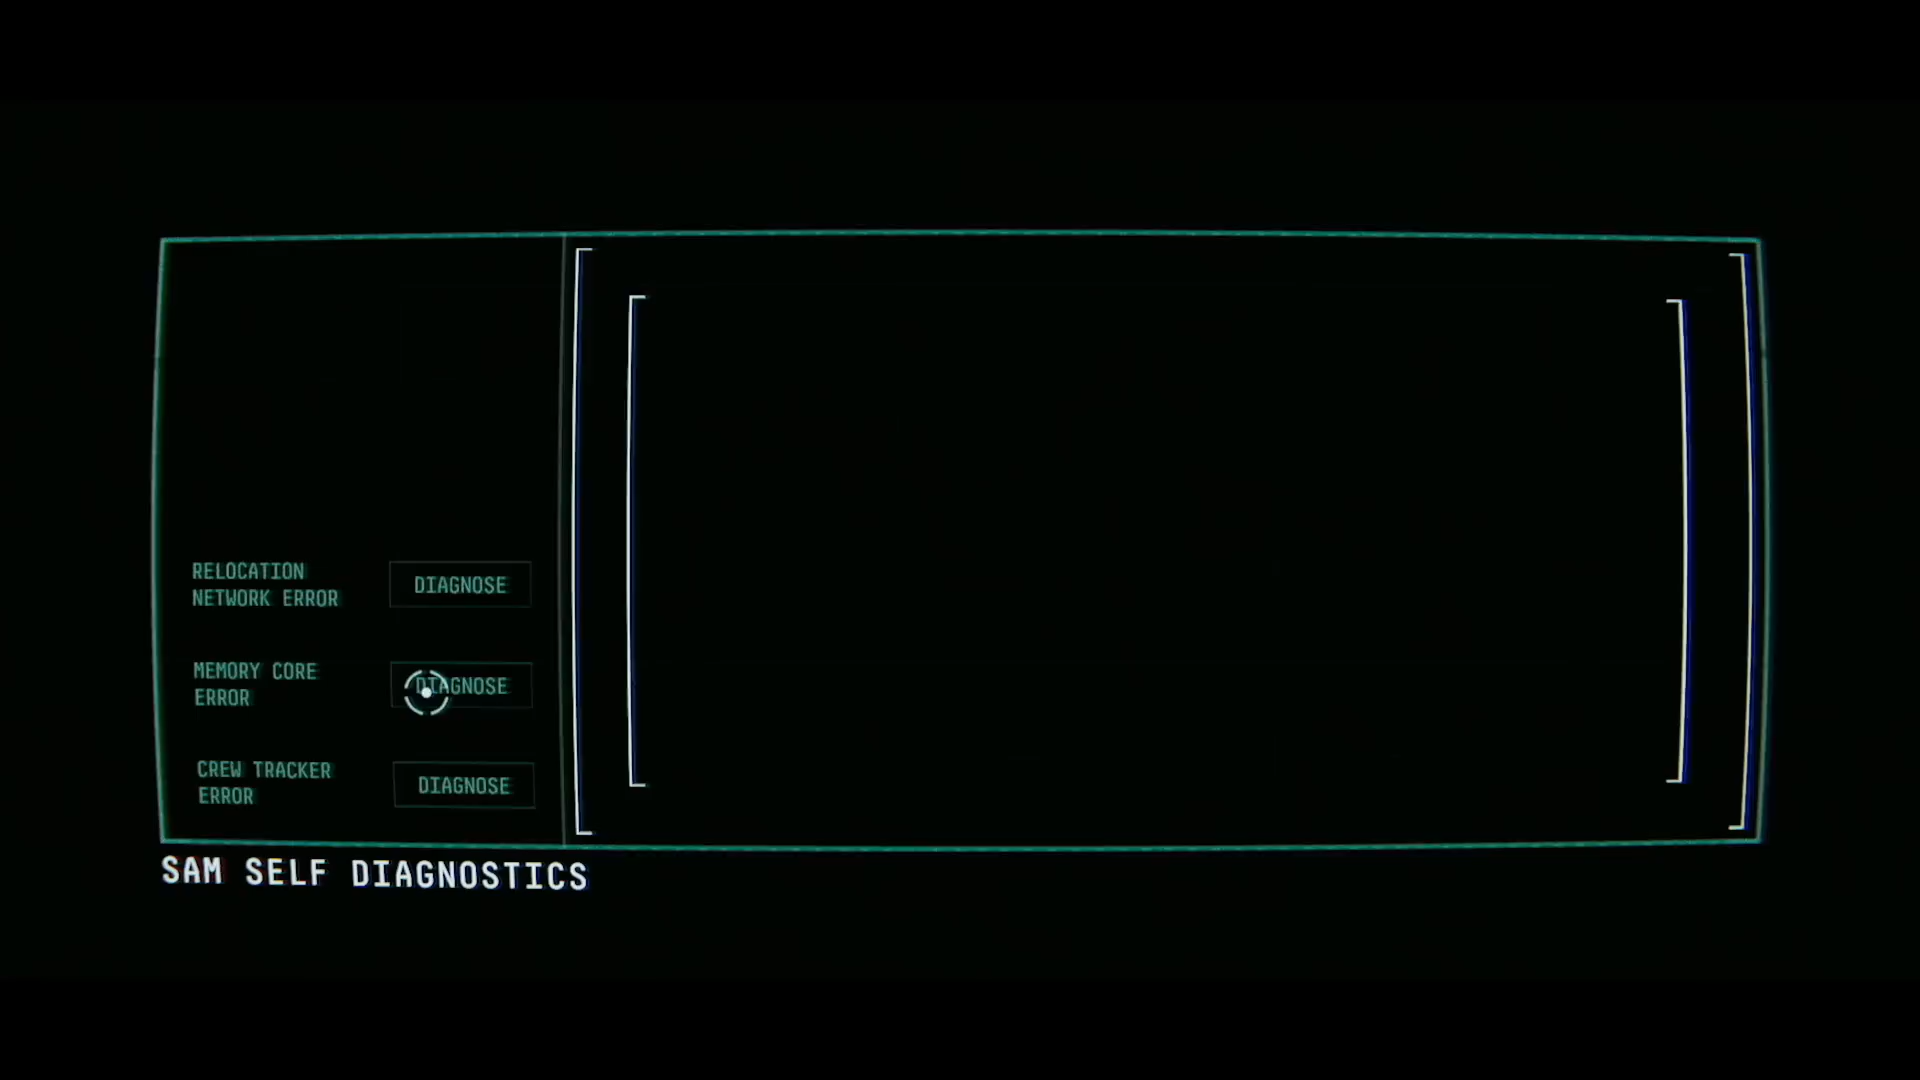 RELOCATION
NETWORK ERROR
DIAGNOSE
MEMORY CORE
ERROR
DIAGNOSE
CREW TRACKER
ERROR
DIAGNOSE
SAM SELF DIAGNOSTICS